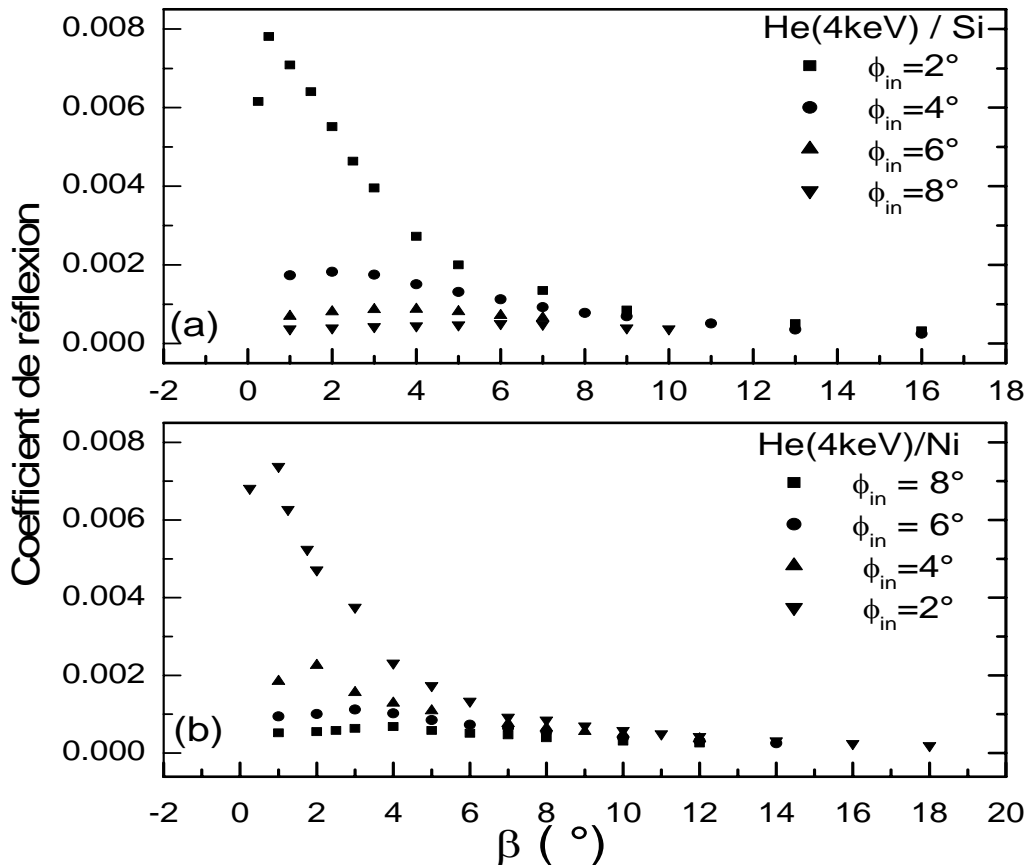 Coefficient de réflexion
0.008
0.006
0.004
0.002
0.000
He(4keV) / Si
ϕin=2°
ϕin=4°
ϕin=6°
ϕin=8°
(a)
-2 0 2 4 6 8 10 12 14 16 18
0.008
0.006
0.004
0.002
0.000
He(4keV)/Ni
ϕin = 8°
ϕin = 6°
ϕin=4°
ϕin=2°
(b)
-2 0 2 4 6 8 10 12 14 16 18 20
β ( °)